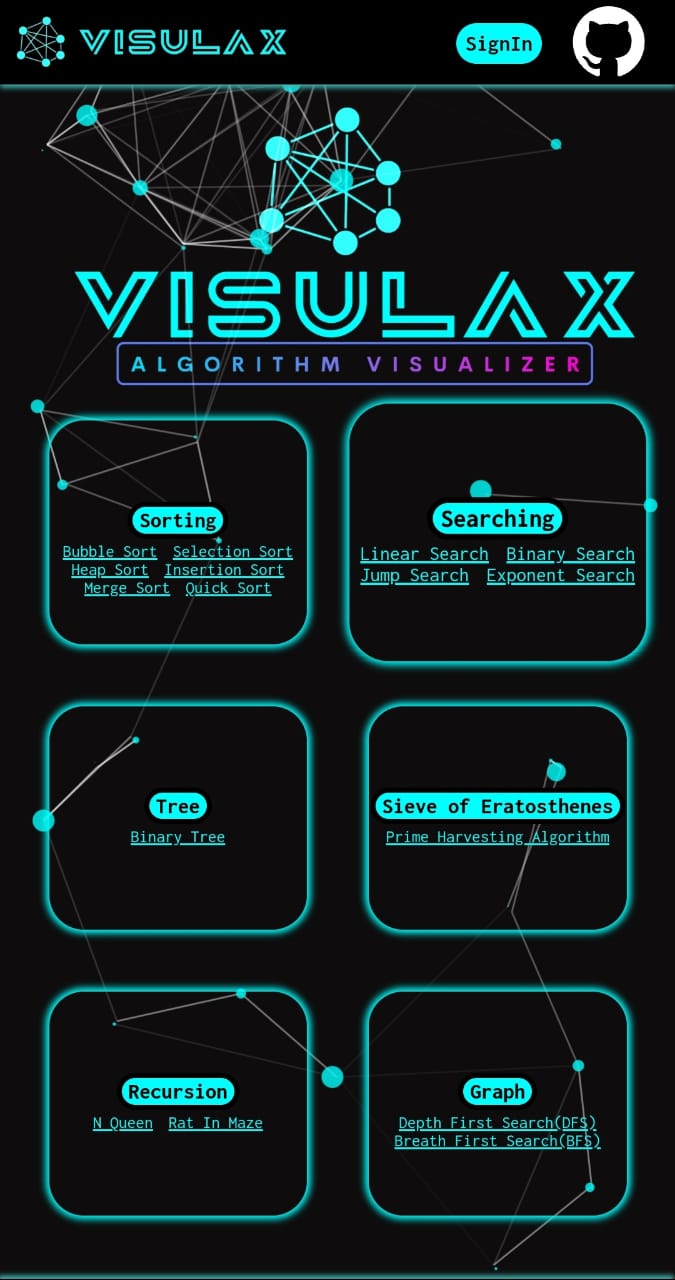 VISULAX
SignIn
VISULAX
ALGORITHM VISUALIZER
Sorting
Bubble Sort Selection Sort
Heap Sort Insertion Sort
Merge Sort Quick Sort
Searching
Linear Search Binary Search
Jump Search Exponent Search
Tree
Binary Tree
Sieve of Eratosthenes
Prime Harvesting Algorithm
Recursion
N Queen Rat In Maze
Graph
Depth First Search(DFS)
Breath First Search(BFS)